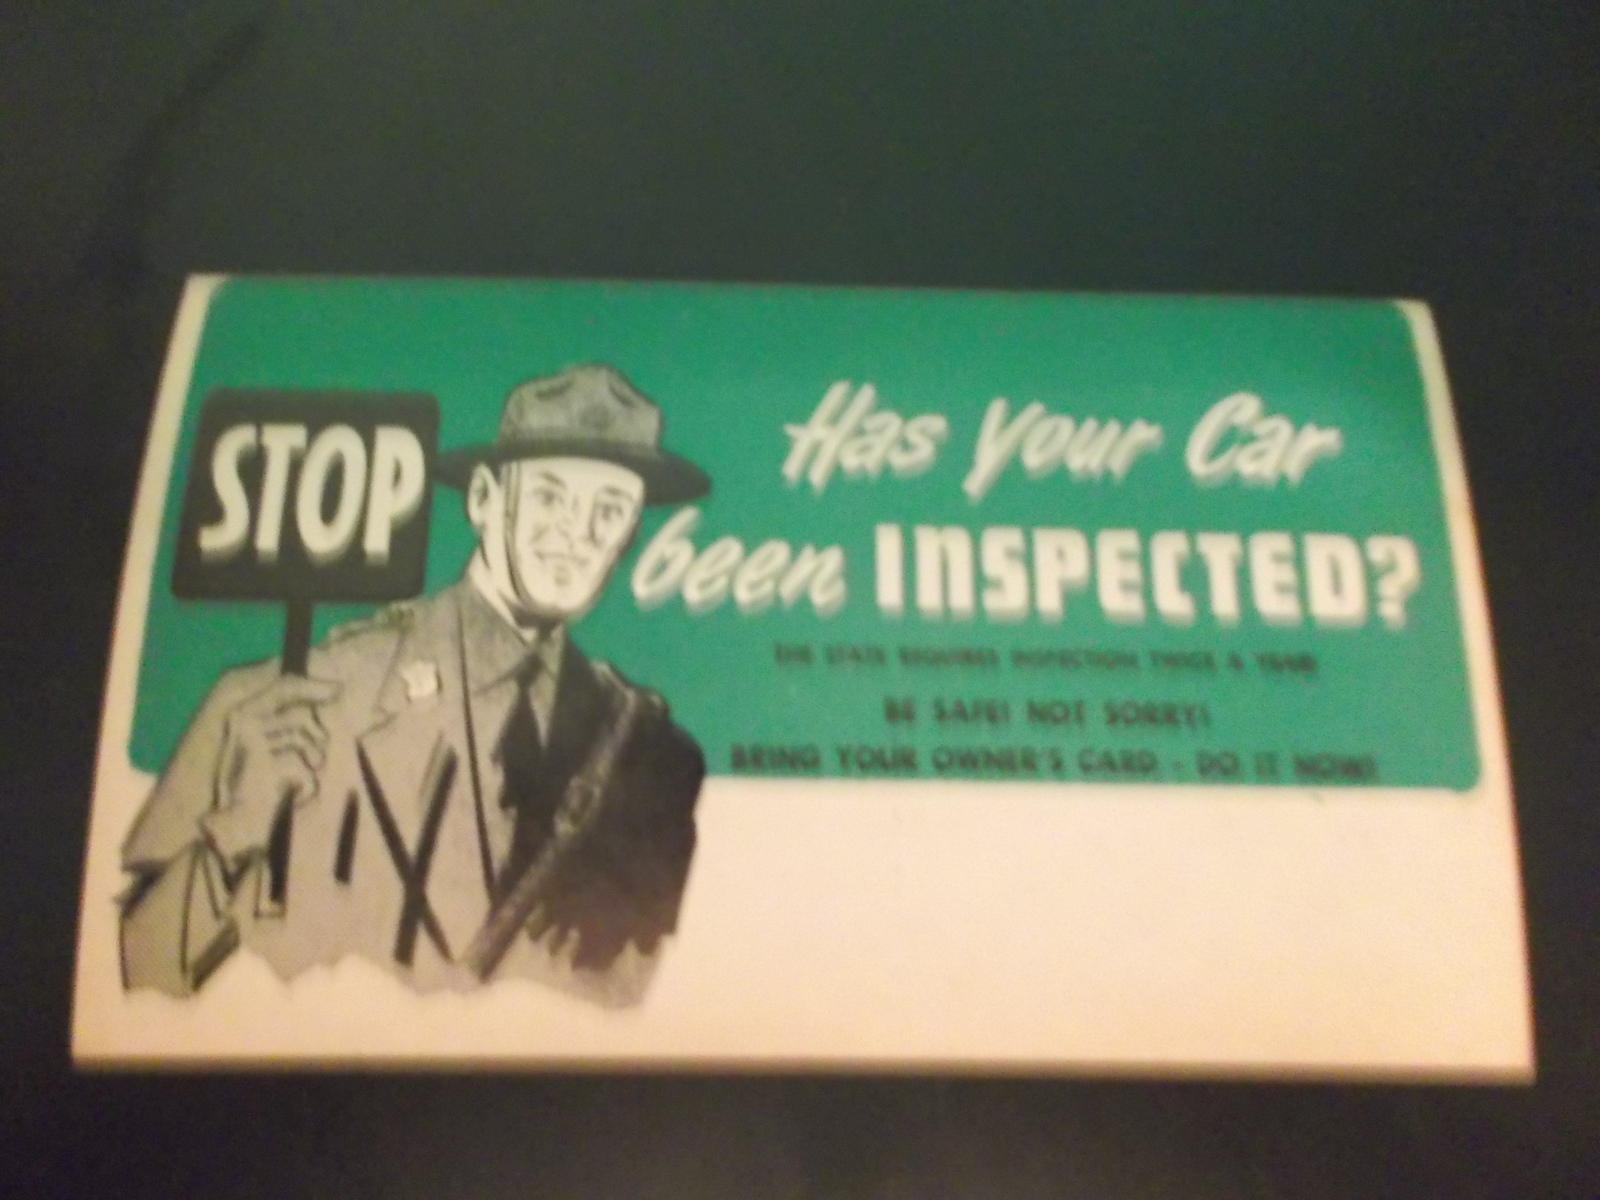 STOP
Has Your Car
been INSPECTED?
THE STATE REQUIRES INSPECTION TWICE A YEAR
BE SAFE! NOT SORRY!
BRING YOUR OWNER'S CARD - DO IT NOW!